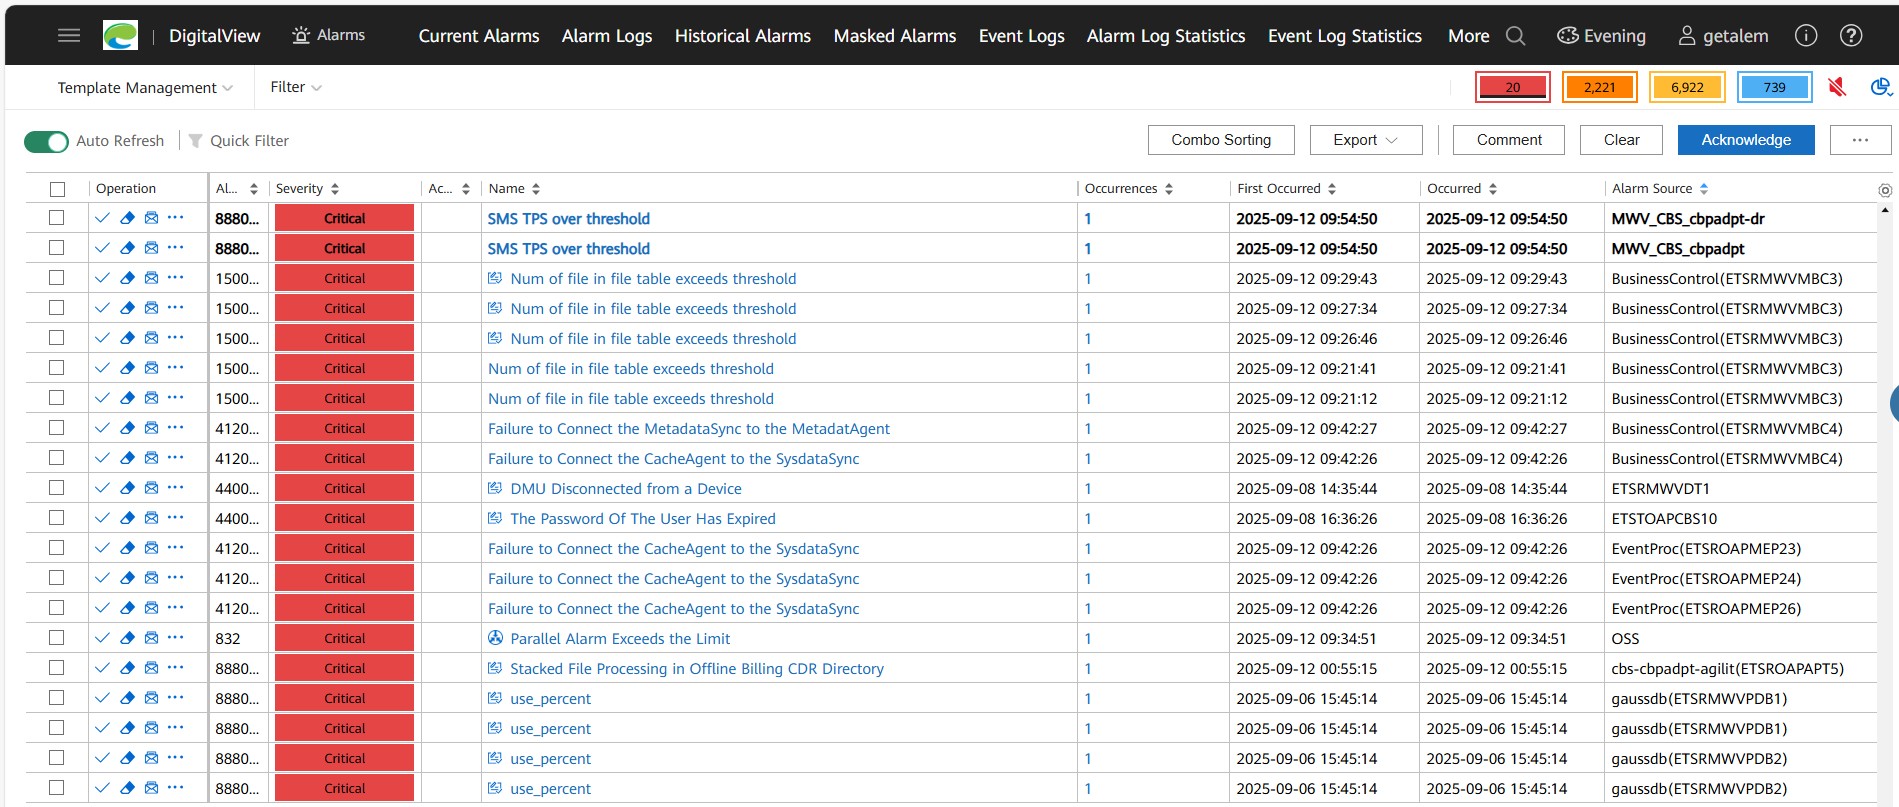 DigitalView Alarms Current Alarms Alarm Logs Historical Alarms Masked Alarms Event Logs Alarm Log Statistics Event Log Statistics More Evening getalem
Template Management Filter 20 2,221 6,922 739
Auto Refresh Quick Filter Combo Sorting Export Comment Clear Acknowledge ...
Operation Al... Severity Ac... Name Occurrences First Occurred Occurred Alarm Source
8880... Critical SMS TPS over threshold 1 2025-09-12 09:54:50 2025-09-12 09:54:50 MWV_CBS_cbpadpt-dr
8880... Critical SMS TPS over threshold 1 2025-09-12 09:54:50 2025-09-12 09:54:50 MWV_CBS_cbpadpt
1500... Critical Num of file in file table exceeds threshold 1 2025-09-12 09:29:43 2025-09-12 09:29:43 BusinessControl(ETSRMWVMBC3)
1500... Critical Num of file in file table exceeds threshold 1 2025-09-12 09:27:34 2025-09-12 09:27:34 BusinessControl(ETSRMWVMBC3)
1500... Critical Num of file in file table exceeds threshold 1 2025-09-12 09:26:46 2025-09-12 09:26:46 BusinessControl(ETSRMWVMBC3)
1500... Critical Num of file in file table exceeds threshold 1 2025-09-12 09:21:41 2025-09-12 09:21:41 BusinessControl(ETSRMWVMBC3)
1500... Critical Num of file in file table exceeds threshold 1 2025-09-12 09:21:12 2025-09-12 09:21:12 BusinessControl(ETSRMWVMBC3)
4120... Critical Failure to Connect the MetadataSync to the MetadatAgent 1 2025-09-12 09:42:27 2025-09-12 09:42:27 BusinessControl(ETSRMWVMBC4)
4120... Critical Failure to Connect the CacheAgent to the SysdataSync 1 2025-09-12 09:42:26 2025-09-12 09:42:26 BusinessControl(ETSRMWVMBC4)
4400... Critical DMU Disconnected from a Device 1 2025-09-08 14:35:44 2025-09-08 14:35:44 ETSRMWVDT1
4400... Critical The Password Of The User Has Expired 1 2025-09-08 16:36:26 2025-09-08 16:36:26 ETSTOAPCBS10
4120... Critical Failure to Connect the CacheAgent to the SysdataSync 1 2025-09-12 09:42:26 2025-09-12 09:42:26 EventProc(ETSROAPMEP23)
4120... Critical Failure to Connect the CacheAgent to the SysdataSync 1 2025-09-12 09:42:26 2025-09-12 09:42:26 EventProc(ETSROAPMEP24)
4120... Critical Failure to Connect the CacheAgent to the SysdataSync 1 2025-09-12 09:42:26 2025-09-12 09:42:26 EventProc(ETSROAPMEP26)
832 Critical Parallel Alarm Exceeds the Limit 1 2025-09-12 09:34:51 2025-09-12 09:34:51 OSS
8880... Critical Stacked File Processing in Offline Billing CDR Directory 1 2025-09-12 00:55:15 2025-09-12 00:55:15 cbs-cbpadpt-agilit(ETSROAPAPT5)
8880... Critical use_percent 1 2025-09-06 15:45:14 2025-09-06 15:45:14 gaussdb(ETSRMWVPDB1)
8880... Critical use_percent 1 2025-09-06 15:45:14 2025-09-06 15:45:14 gaussdb(ETSRMWVPDB1)
8880... Critical use_percent 1 2025-09-06 15:45:14 2025-09-06 15:45:14 gaussdb(ETSRMWVPDB2)
8880... Critical use_percent 1 2025-09-06 15:45:14 2025-09-06 15:45:14 gaussdb(ETSRMWVPDB2)